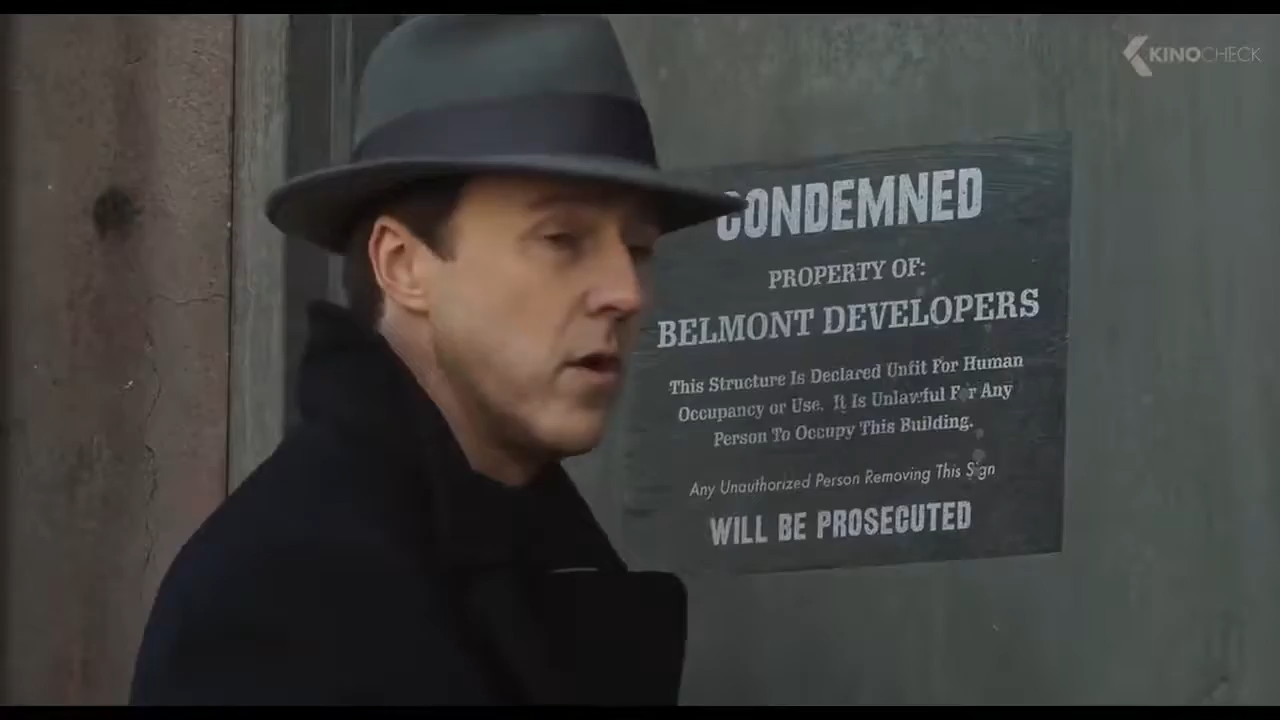 KINOCHECK
CONDEMNED
PROPERTY OF:
BELMONT DEVELOPERS
This Structure Is Declared Unfit For Human
Occupancy or Use. It Is Unlawful For Any
Person To Occupy This Building.
Any Unauthorized Person Removing This Sign
WILL BE PROSECUTED